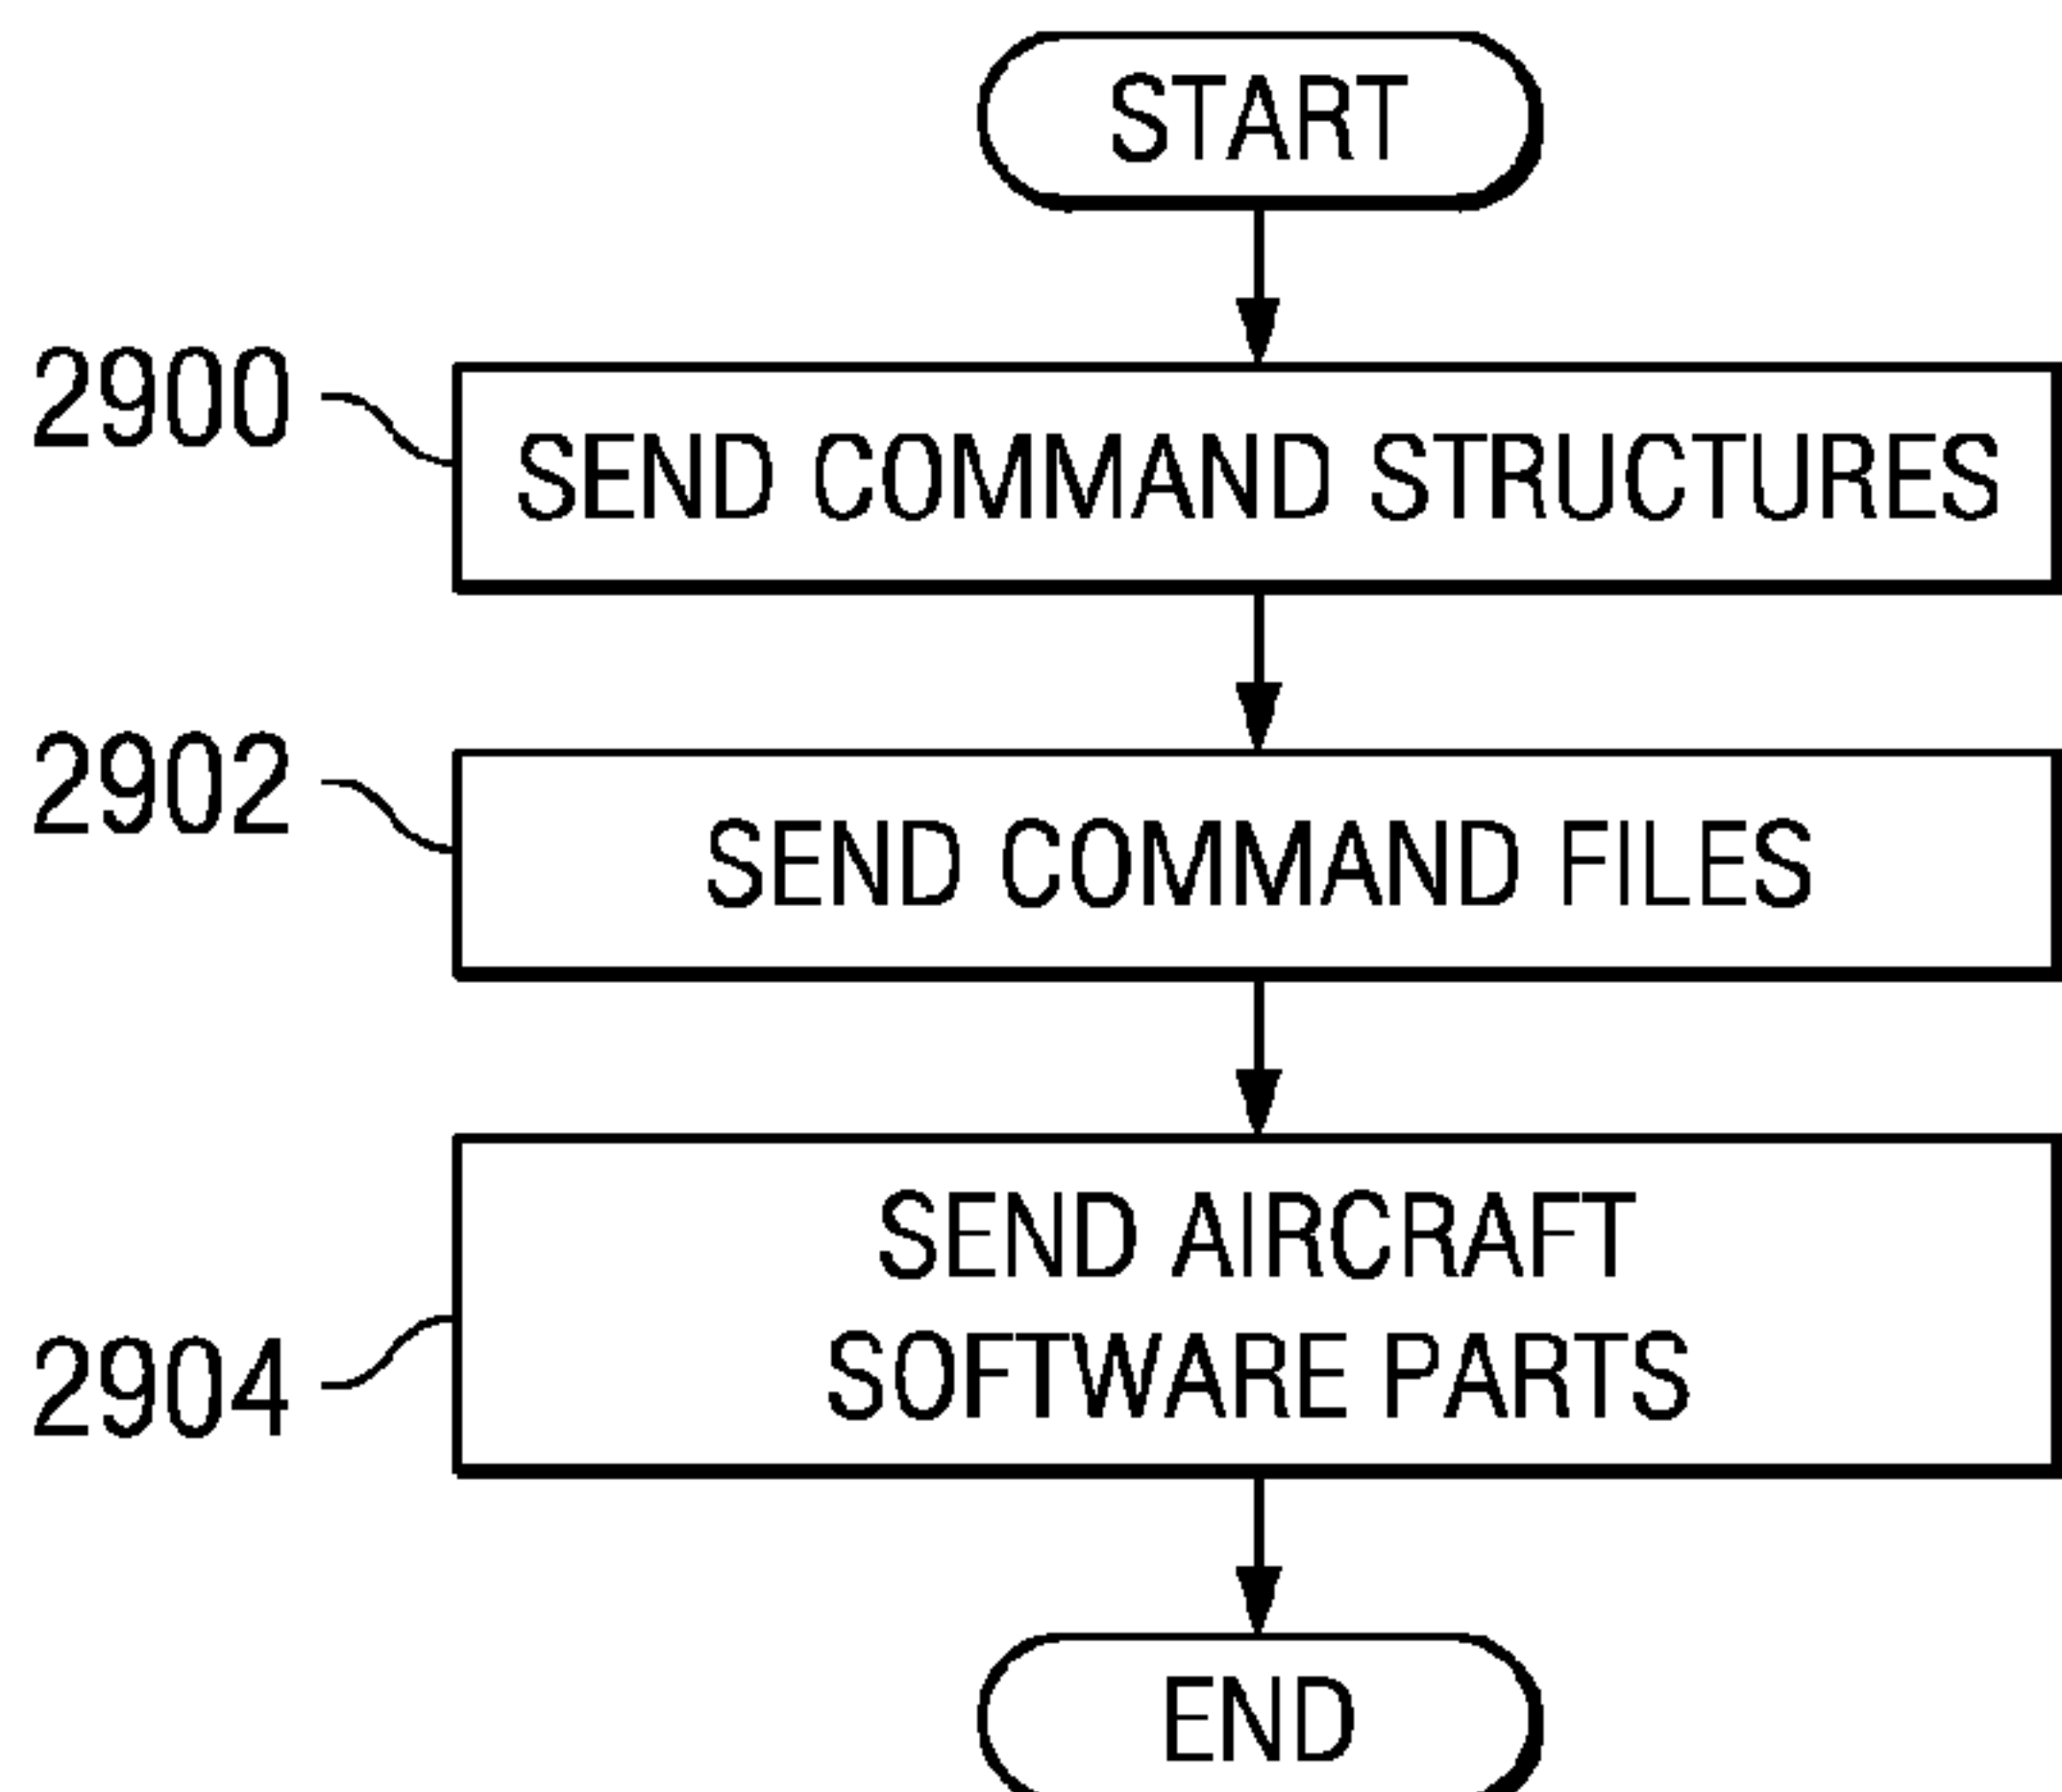 START
2900
SEND COMMAND STRUCTURES
2902
SEND COMMAND FILES
SEND AIRCRAFT
SOFTWARE PARTS
2904
END